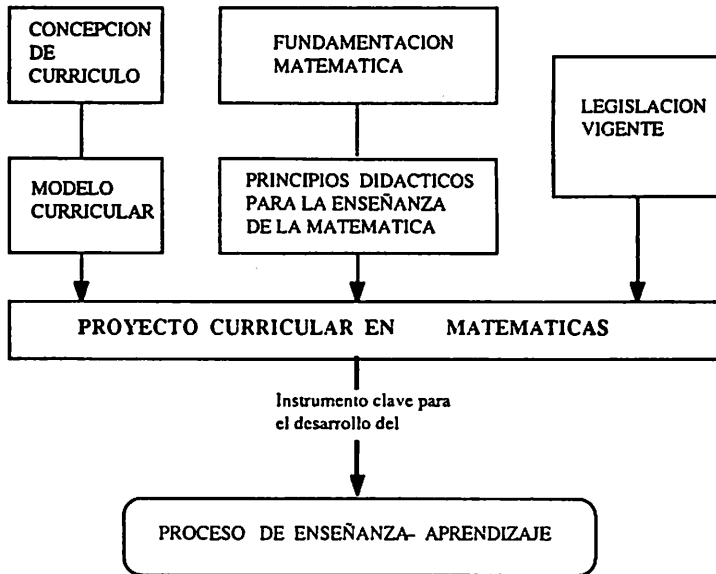 CONCEPCION
DE
CURRICULO
FUNDAMENTACION
MATEMATICA
LEGISLACION
VIGENTE
MODELO
CURRICULAR
PRINCIPIOS DIDACTICOS
PARA LA ENSEÑANZA
DE LA MATEMATICA
PROYECTO CURRICULAR EN MATEMATICAS
Instrumento clave para
el desarrollo del
PROCESO DE ENSEÑANZA- APRENDIZAJE